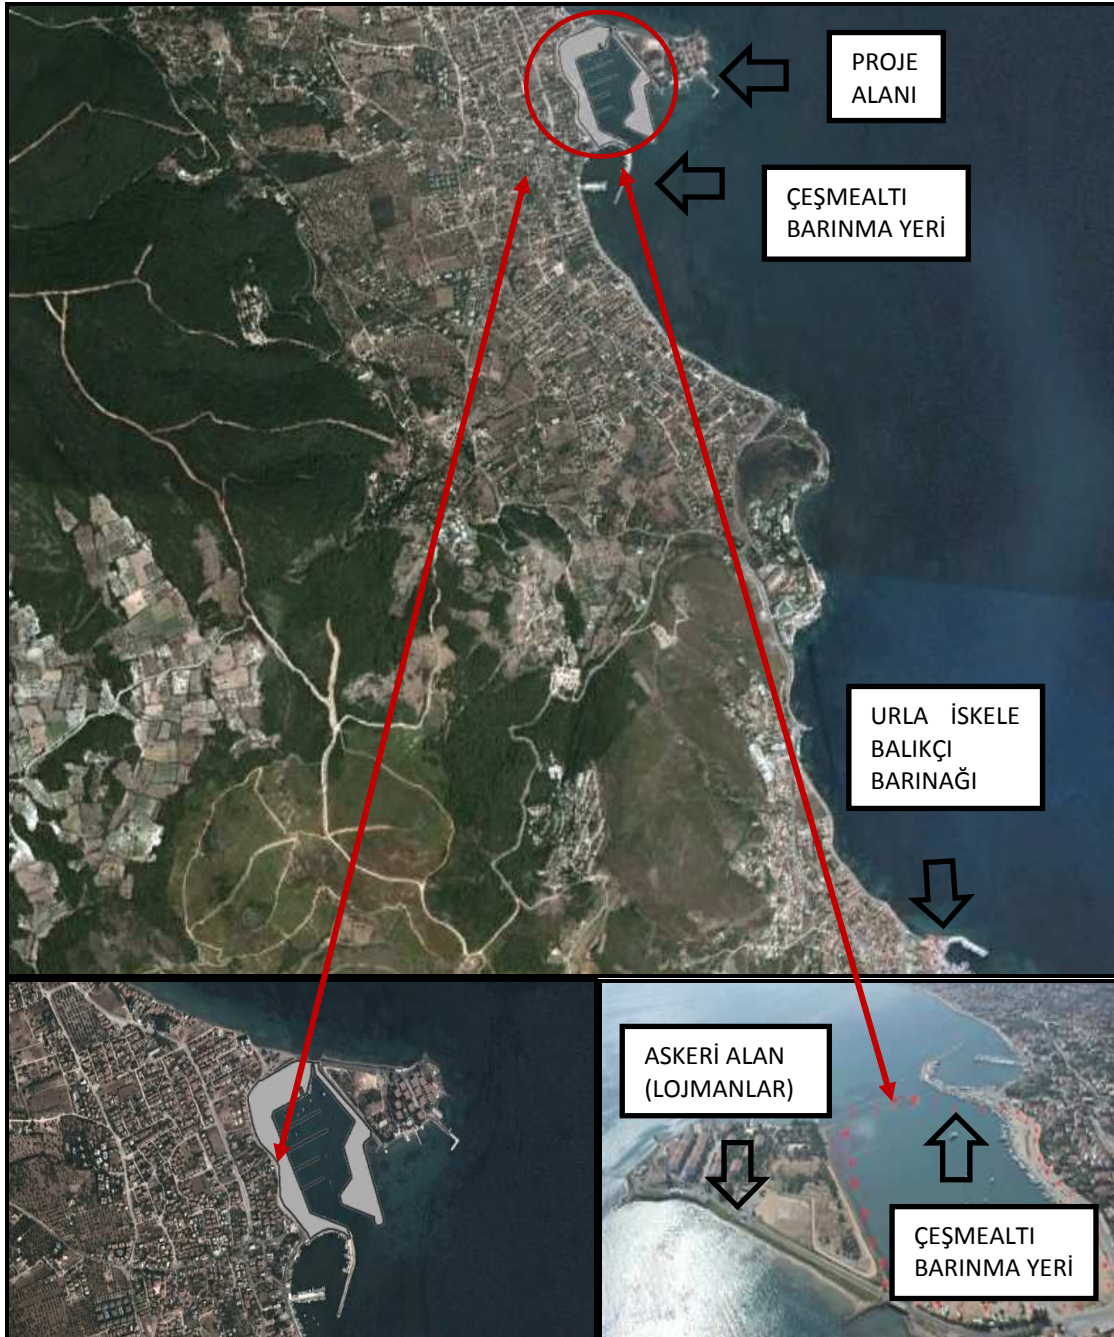 PROJE
ALANI
ÇEŞMEALTI
BARINMA YERİ
URLA İSKELE
BALIKÇI
BARINAĞI
ASKERİ ALAN
(LOJMANLAR)
ÇEŞMEALTI
BARINMA YERİ